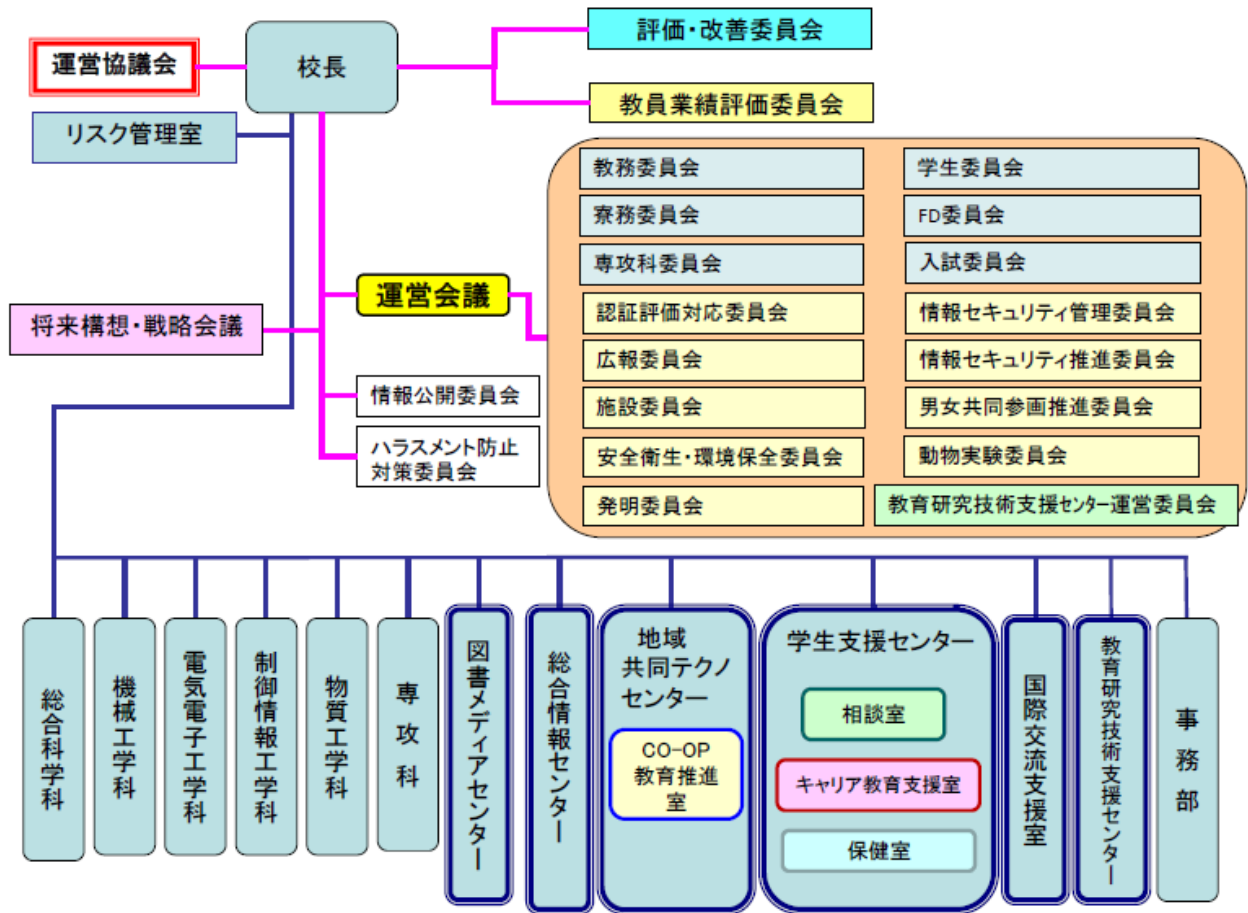 運営協議会
校長
評価・改善委員会
教員業績評価委員会
リスク管理室
教務委員会
学生委員会
寮務委員会
FD委員会
専攻科委員会
入試委員会
運営会議
認証評価対応委員会
情報セキュリティ管理委員会
将来構想・戦略会議
広報委員会
情報セキュリティ推進委員会
情報公開委員会
施設委員会
男女共同参画推進委員会
ハラスメント防止
対策委員会
安全衛生・環境保全委員会
動物実験委員会
発明委員会
教育研究技術支援センター運営委員会
総合科学科
機械工学科
電気電子工学科
制御情報工学科
物質工学科
専攻科
図書メディアセンター
総合情報センター
地域
共同テクノ
センター
CO-OP
教育推進
室
学生支援センター
相談室
キャリア教育支援室
保健室
国際交流支援室
教育研究技術支援センター
事務部